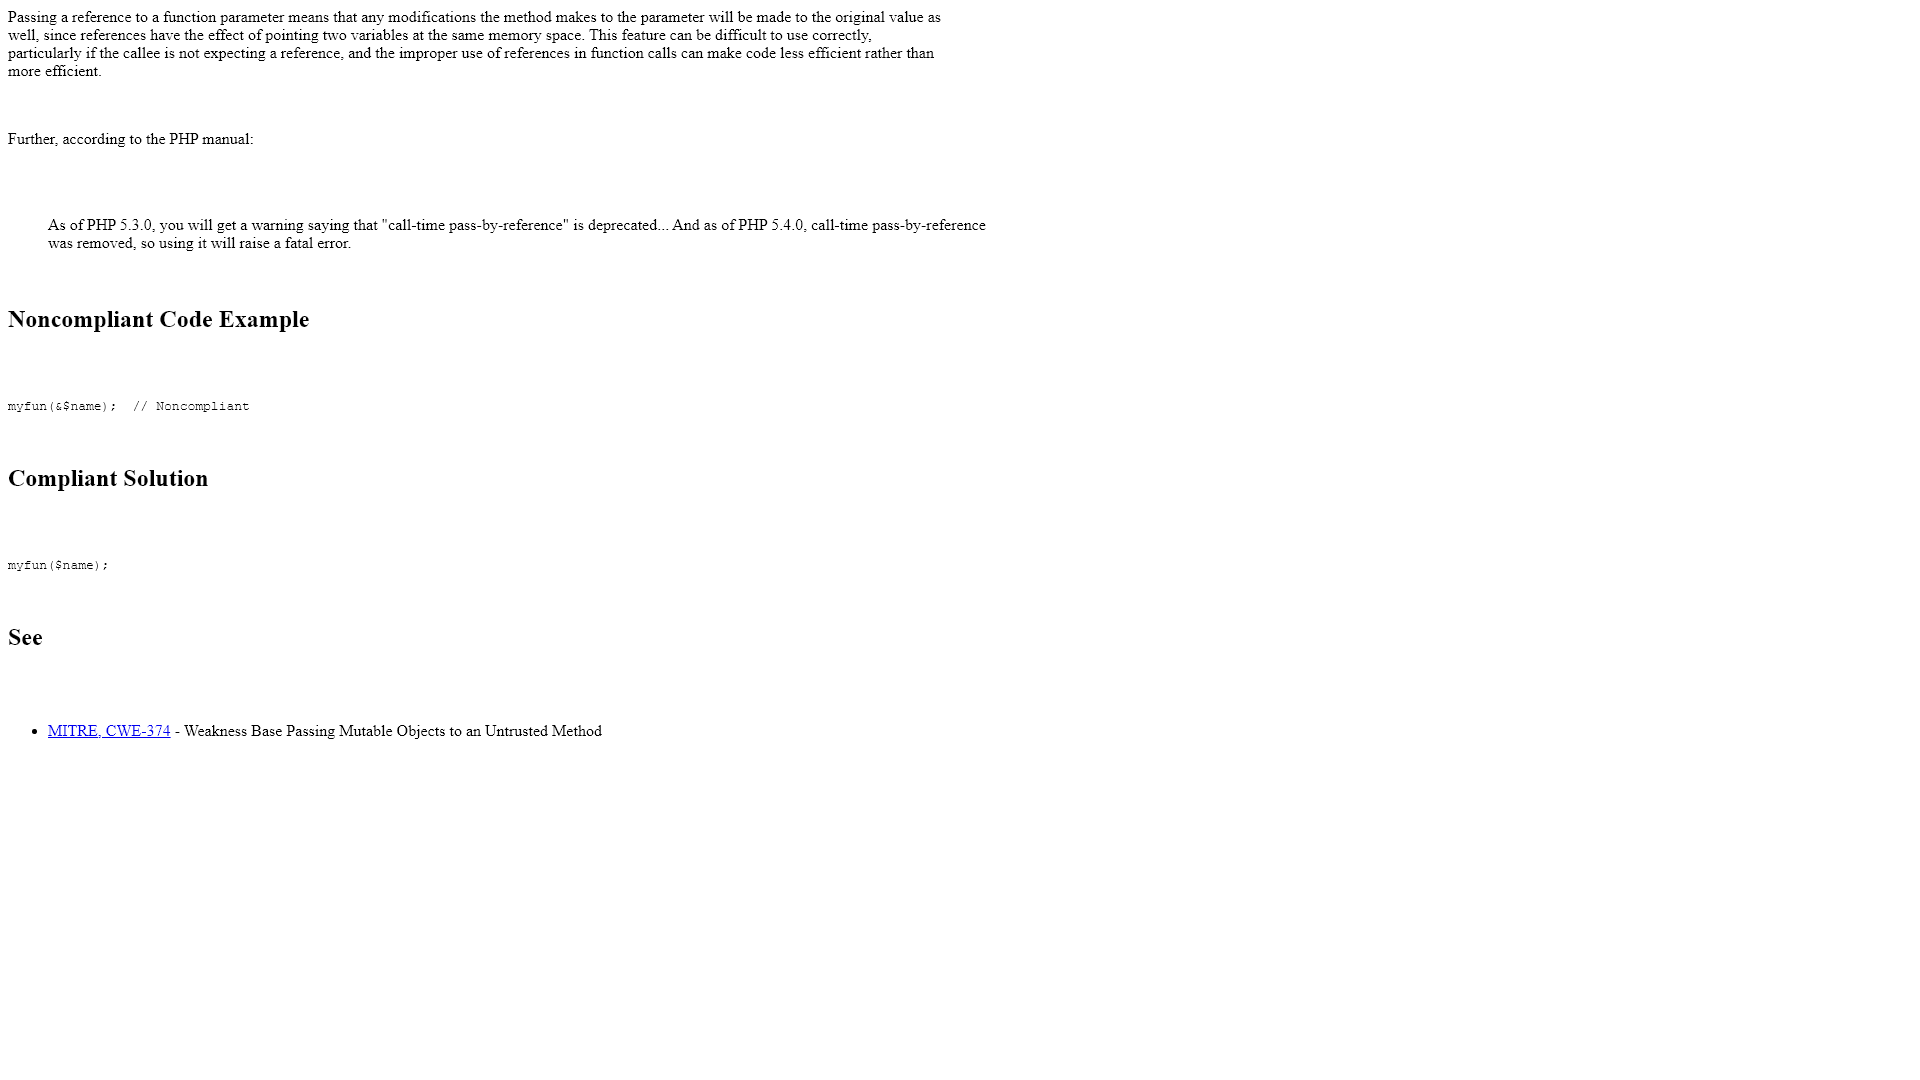 Passing a reference to a function parameter means that any modifications the method makes to the parameter will be made to the original value as
well, since references have the effect of pointing two variables at the same memory space. This feature can be difficult to use correctly,
particularly if the callee is not expecting a reference, and the improper use of references in function calls can make code less efficient rather than
more efficient.
Further, according to the PHP manual:
As of PHP 5.3.0, you will get a warning saying that "call-time pass-by-reference" is deprecated... And as of PHP 5.4.0, call-time pass-by-reference
was removed, so using it will raise a fatal error.
Noncompliant Code Example
myfun(&$name);  // Noncompliant
Compliant Solution
myfun($name);
See
• MITRE, CWE-374 - Weakness Base Passing Mutable Objects to an Untrusted Method